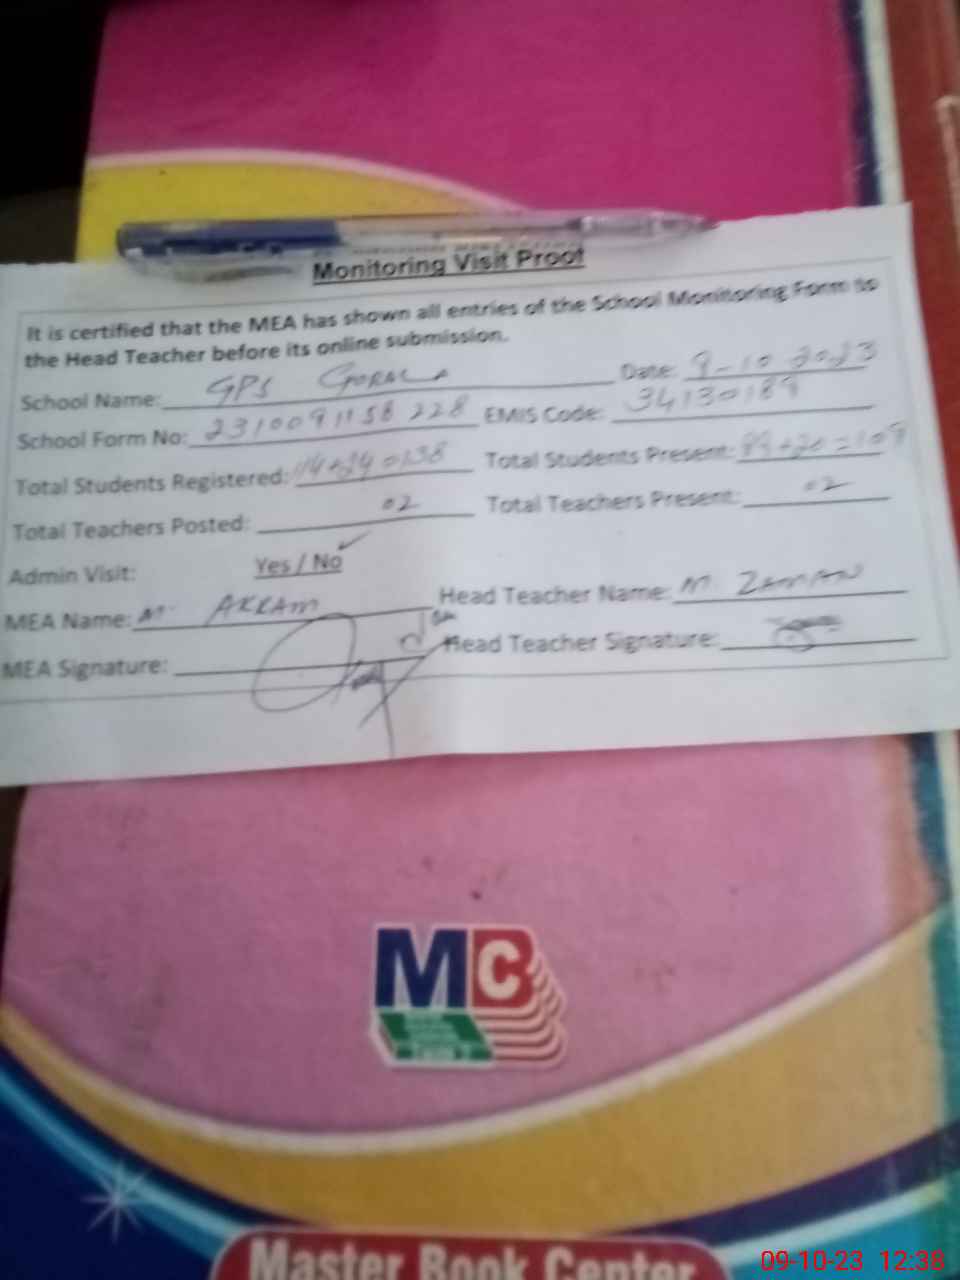 Monitoring Visit Proof
It is certified that the MEA has shown all entries of the School Monitoring Form to
the Head Teacher before its online submission.
School Name: GPS GORALA Date: 9-10-2023
School Form No: 2310091158228 EMIS Code: 34130189
Total Students Registered: Total Students Present: = 109
Total Teachers Posted: 02 Total Teachers Present: 02
Admin Visit: Yes / No
MEA Name: M. AKRAM Head Teacher Name: M. ZAMAN
MEA Signature: Head Teacher Signature:
MC
Master Book Center
09-10-23 12:38